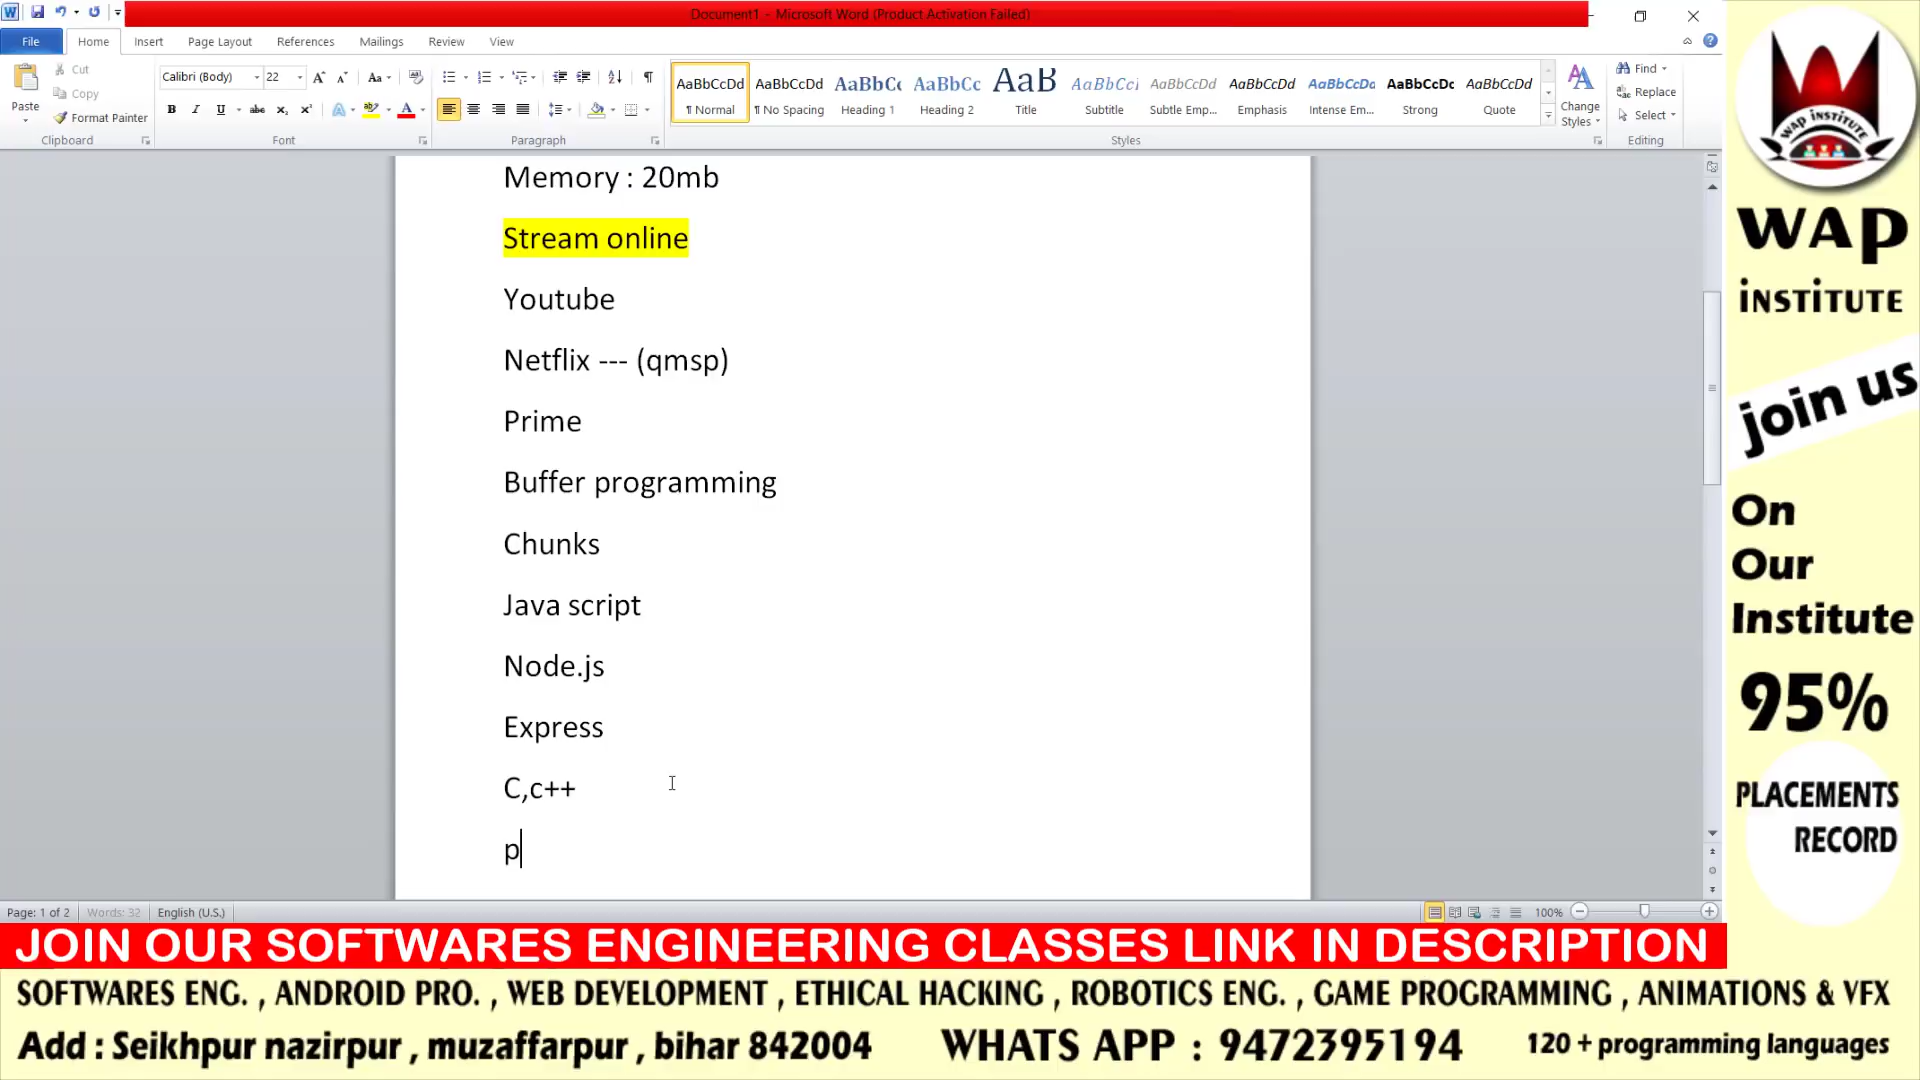 Document1 - Microsoft Word (Product Activation Failed)
File Home Insert Page Layout References Mailings Review View
Paste
Cut
Copy
Format Painter
Clipboard
Calibri (Body) 22
Font
Paragraph
AaBbCcDd AaBbCcDd AaBbCc AaBbCc AaB AaBbCcI AaBbCcDd AaBbCcDd AaBbCcDc AaBbCcDc AaBbCcDd
¶ Normal ¶ No Spacing Heading 1 Heading 2 Title Subtitle Subtle Emp... Emphasis Intense Em... Strong Quote
Styles
Change Styles
Find
Replace
Select
Editing
Memory : 20mb
Stream online
Youtube
Netflix --- (qmsp)
Prime
Buffer programming
Chunks
Java script
Node.js
Express
C,c++
p
Page: 1 of 2 Words: 32 English (U.S.) 100%
WAP INSTITUTE
WAP
INSTITUTE
join us
On
Our
Institute
95%
PLACEMENTS
RECORD
JOIN OUR SOFTWARES ENGINEERING CLASSES LINK IN DESCRIPTION
SOFTWARES ENG. , ANDROID PRO. , WEB DEVELOPMENT , ETHICAL HACKING , ROBOTICS ENG. , GAME PROGRAMMING , ANIMATIONS & VFX
Add : Seikhpur nazirpur , muzaffarpur , bihar 842004 WHATS APP : 9472395194 120 + programming languages